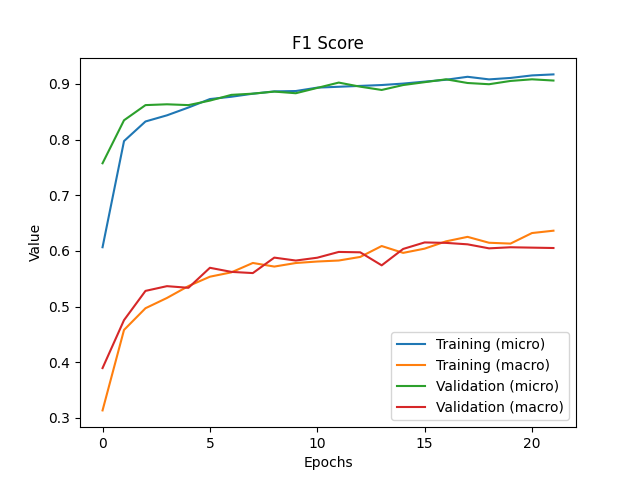 F1 Score
Value
0.9
0.8
0.7
0.6
0.5
0.4
0.3
Training (micro)
Training (macro)
Validation (micro)
Validation (macro)
0 5 10 15 20
Epochs